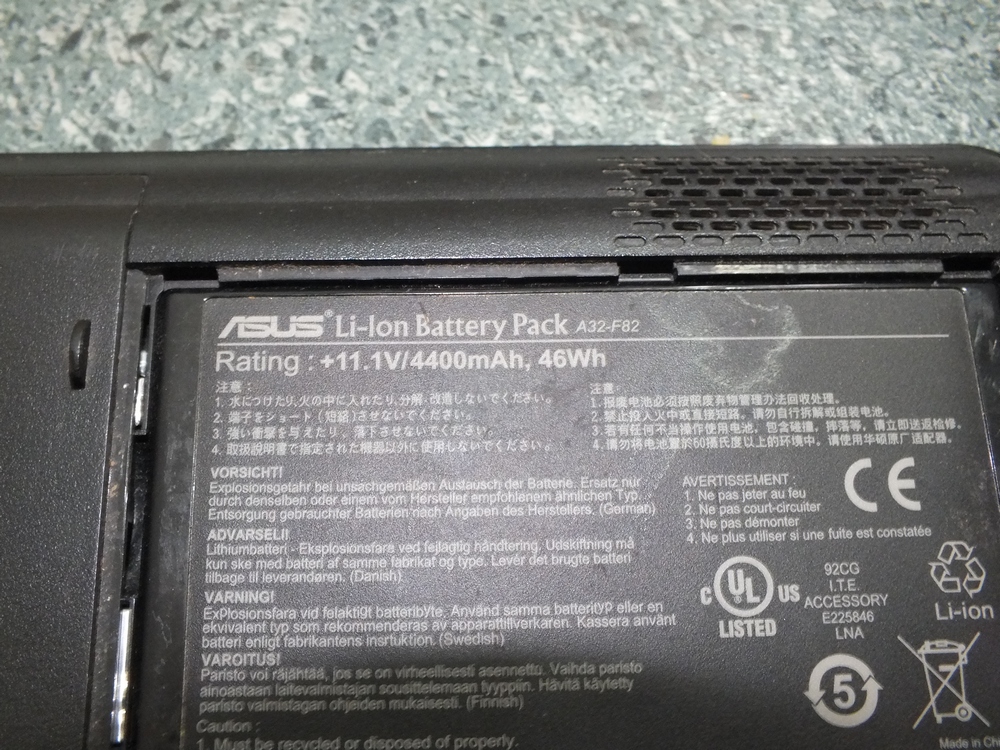 ASUS® Li-Ion Battery Pack A32-F82
Rating : +11.1V/4400mAh, 46Wh
注意：
1. 水につけたり,火の中に入れたり,分解・改造しないでください。
2. 端子をショート（短絡）させないでください。
3. 強い衝撃を与えたり、落下させないでください。
4. 取扱説明書で指定された機器以外に使用しないでください。
注意:
1. 报废电池必须按照废弃物管理办法回收处理。
2. 禁止投入火中或直接短路。请勿自行拆解或组装电池。
3. 若有任何不当操作使用电池，包含碰撞，摔落等，请立即送返检修。
4. 请勿将电池置於60摄氏度以上的环境中。请使用华硕原厂适配器。
VORSICHT!
Explosionsgetahr bei unsachgemäßen Austausch der Batterie. Ersatz nur
durch denselben oder einem vom Hersteller empfohlenem ähnlichen Typ.
Entsorgung gebrauchter Batterien nach Angaben des Herstellers. (German)
ADVARSELI!
Lithiumbatteri - Eksplosionsfare ved fejlagtig håndtering. Udskiftning må
kun ske med batteri af samme fabrikat og type. Lever det brugte batteri
tilbage til leverandøren. (Danish)
VARNING!
ExPlosionsfara vid felaktigt batteribyte, Använd samma batterityp eller en
ekvivalent typ som rekommenderas av apparattillverkaren. Kassera använt
batteri enligt fabrikantens insrtuktion. (Swedish)
VAROITUS!
Paristo voi räjähtää, jos se on virheellisesti asennettu. Vaihda paristo
ainoastaan laitevalmistajan sousittelemaan tyyppiin. Hävitä käytetty
paristo valmistagan ohjeiden mukaisesti. (Finnish)
Caution :
1. Must be recycled or disposed of properly.
AVERTISSEMENT :
1. Ne pas jeter au feu
2. Ne pas court-circuiter
3. Ne pas démonter
4. Ne plus utiliser si une fuite est constatée
CE
C UL US
LISTED
92CG
I.T.E.
ACCESSORY
E225846
LNA
Li-ion
5
Made in